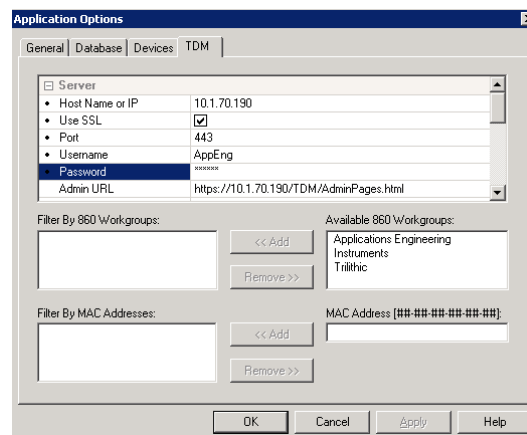 Application Options
General Database Devices TDM
Server
Host Name or IP 10.1.70.190
Use SSL
Port 443
Username AppEng
Password ××××××
Admin URL https://10.1.70.190/TDM/AdminPages.html
Filter By 860 Workgroups:
Available 860 Workgroups:
<< Add
Applications Engineering
Instruments
Remove >>
Trilithic
Filter By MAC Addresses:
MAC Address [##-##-##-##-##-##]:
<< Add
Remove >>
OK Cancel Apply Help